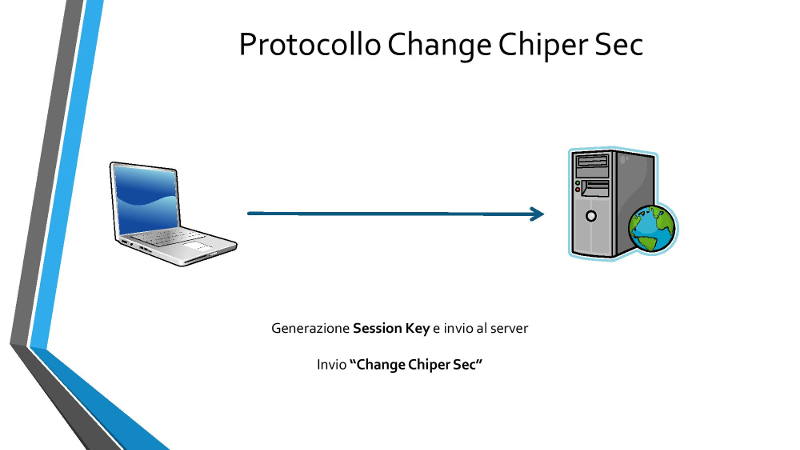 Protocollo Change Chiper Sec
Generazione Session Key e invio al server
Invio “Change Chiper Sec”